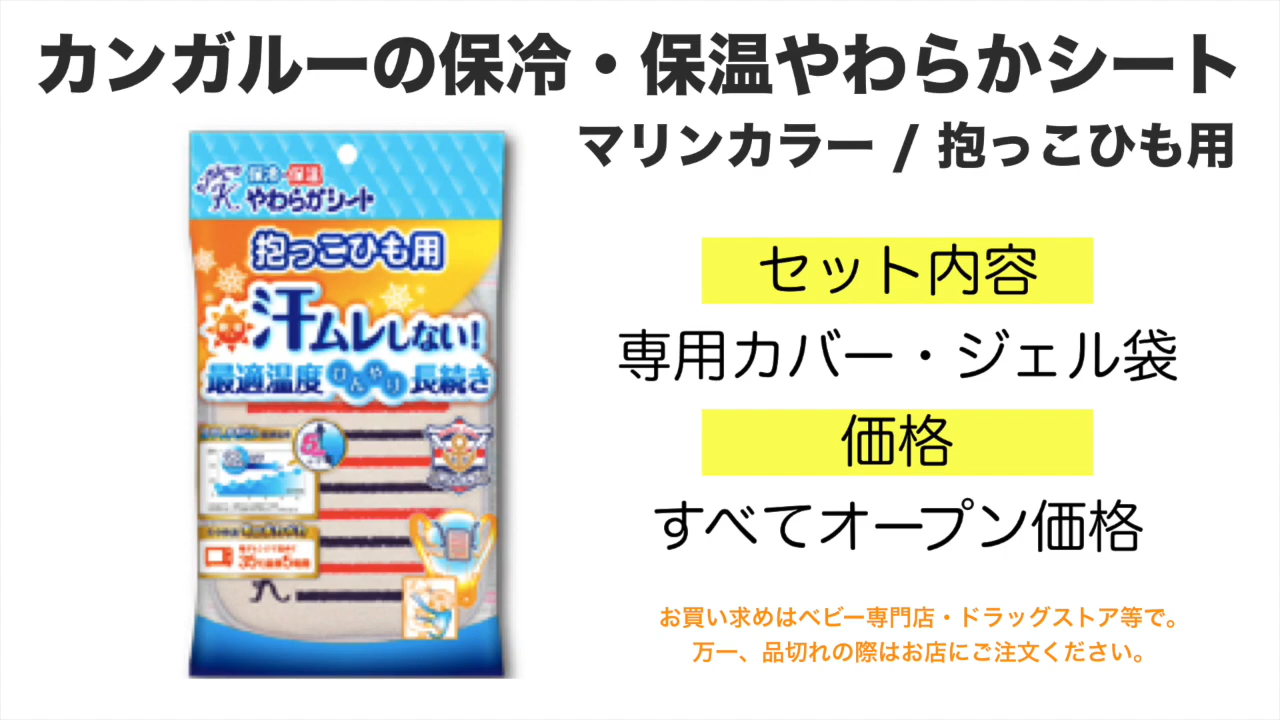 カンガルーの保冷・保温やわらかシート
マリンカラー / 抱っこひも用
保冷・保温
やわらかシート
抱っこひも用
汗ムレしない!
最適温度ひんやり長続き
セット内容
専用カバー・ジェル袋
価格
すべてオープン価格
お買い求めはベビー専門店・ドラッグストア等で。
万一、品切れの際はお店にご注文ください。